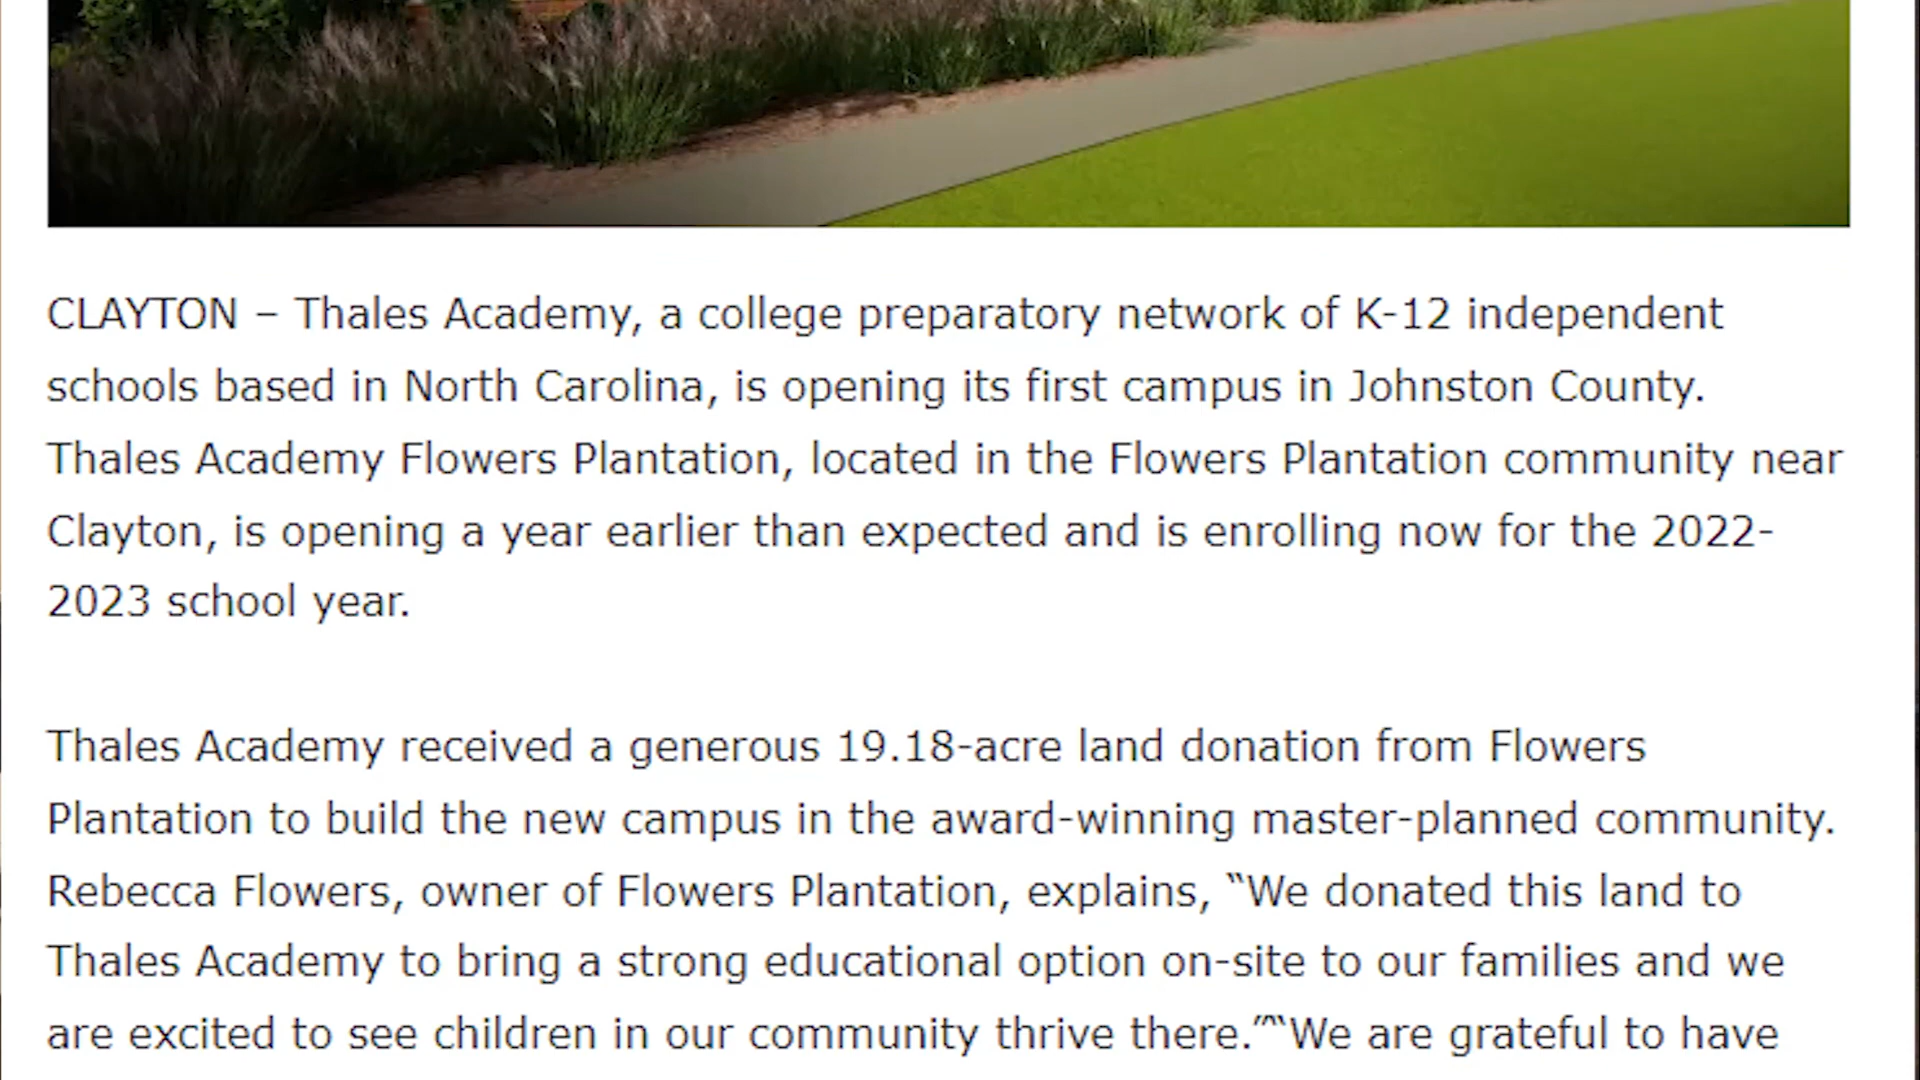 CLAYTON – Thales Academy, a college preparatory network of K-12 independent
schools based in North Carolina, is opening its first campus in Johnston County.
Thales Academy Flowers Plantation, located in the Flowers Plantation community near
Clayton, is opening a year earlier than expected and is enrolling now for the 2022-
2023 school year.
Thales Academy received a generous 19.18-acre land donation from Flowers
Plantation to build the new campus in the award-winning master-planned community.
Rebecca Flowers, owner of Flowers Plantation, explains, “We donated this land to
Thales Academy to bring a strong educational option on-site to our families and we
are excited to see children in our community thrive there.”“We are grateful to have